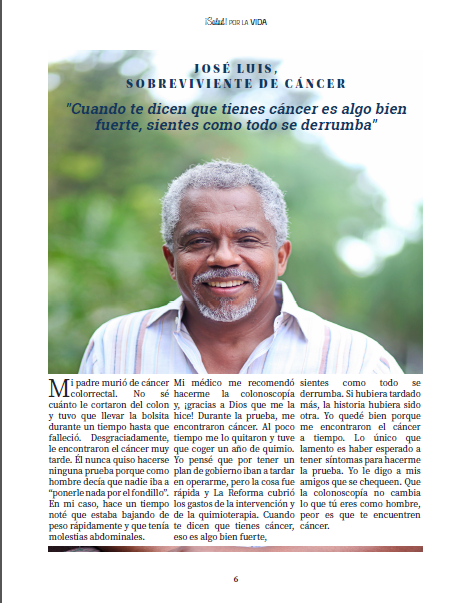 ¡Salud! POR LA VIDA
JOSÉ LUIS,
SOBREVIVIENTE DE CÁNCER
"Cuando te dicen que tienes cáncer es algo bien
fuerte, sientes como todo se derrumba"
Mi padre murió de cáncer
colorrectal. No sé
cuánto le cortaron del colon
y tuvo que llevar la bolsita
durante un tiempo hasta que
falleció. Desgraciadamente,
le encontraron el cáncer muy
tarde. Él nunca quiso hacerse
ninguna prueba porque como
hombre decía que nadie iba a
“ponerle nada por el fondillo”.
En mi caso, hace un tiempo
noté que estaba bajando de
peso rápidamente y que tenía
molestias abdominales.
Mi médico me recomendó
hacerme la colonoscopía
y, ¡gracias a Dios que me la
hice! Durante la prueba, me
encontraron cáncer. Al poco
tiempo me lo quitaron y tuve
que coger un año de quimio.
Yo pensé que por tener un
plan de gobierno iban a tardar
en operarme, pero la cosa fue
rápida y La Reforma cubrió
los gastos de la intervención y
de la quimioterapia. Cuando
te dicen que tienes cáncer,
eso es algo bien fuerte,
sientes como todo se
derrumba. Si hubiera tardado
más, la historia hubiera sido
otra. Yo quedé bien porque
me encontraron el cáncer
a tiempo. Lo único que
lamento es haber esperado a
tener síntomas para hacerme
la prueba. Yo le digo a mis
amigos que se chequeen. Que
la colonoscopía no cambia
lo que tú eres como hombre,
peor es que te encuentren
cáncer.
6